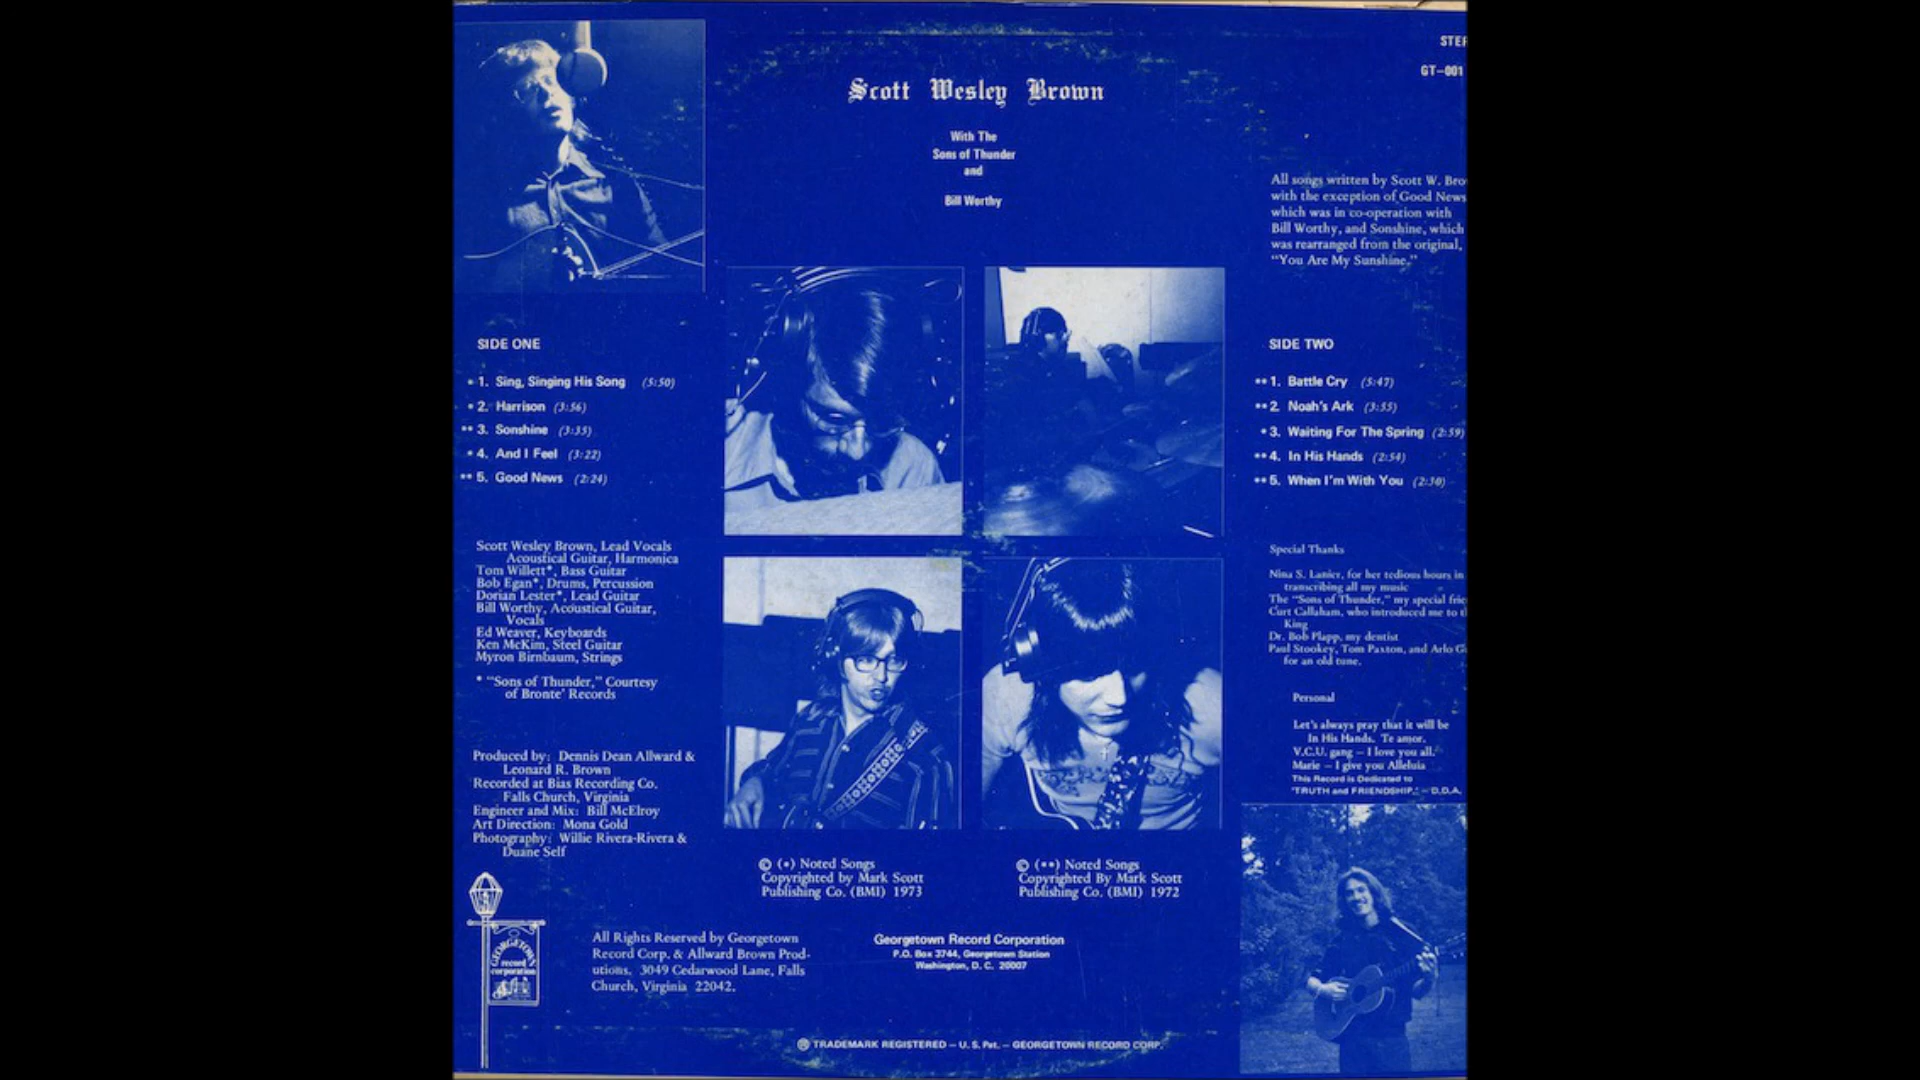 STE
GT-001
Scott Wesley Brown
With The
Sons of Thunder
and
Bill Worthy
All songs written by Scott W. Bro
with the exception of Good News
which was in co-operation with
Bill Worthy, and Sonshine, which
was rearranged from the original,
"You Are My Sunshine."
SIDE ONE
* 1. Sing, Singing His Song (5:50)
* 2. Harrison (3:56)
** 3. Sonshine (3:35)
* 4. And I Feel (3:22)
** 5. Good News (2:24)
SIDE TWO
** 1. Battle Cry (5:47)
** 2. Noah's Ark (3:55)
* 3. Waiting For The Spring (2:59)
** 4. In His Hands (2:54)
** 5. When I'm With You (2:30)
Scott Wesley Brown, Lead Vocals
Acoustical Guitar, Harmonica
Tom Willett*, Bass Guitar
Bob Egan*, Drums, Percussion
Dorian Lester*, Lead Guitar
Bill Worthy, Acoustical Guitar,
Vocals
Ed Weaver, Keyboards
Ken McKim, Steel Guitar
Myron Birnbaum, Strings
* "Sons of Thunder," Courtesy
of Bronte' Records
Produced by: Dennis Dean Allward &
Leonard R. Brown
Recorded at Bias Recording Co.
Falls Church, Virginia
Engineer and Mix: Bill McElroy
Art Direction: Mona Gold
Photography: Willie Rivera-Rivera &
Duane Self
Special Thanks
Nina S. Lanier, for her tedious hours in
transcribing all my music
The "Sons of Thunder," my special frie
Curt Callaham, who introduced me to t
King
Dr. Bob Plapp, my dentist
Paul Stookey, Tom Paxton, and Arlo G
for an old tune.
Personal
Let's always pray that it will be
In His Hands. Te amor.
V.C.U. gang — I love you all.
Marie — I give you Alleluia
This Record is Dedicated to
"TRUTH and FRIENDSHIP." — D.D.A.
© (*) Noted Songs
Copyrighted by Mark Scott
Publishing Co. (BMI) 1973
© (**) Noted Songs
Copyrighted By Mark Scott
Publishing Co. (BMI) 1972
GEORGETOWN
record
corporation
All Rights Reserved by Georgetown
Record Corp. & Allward Brown Prod-
utions. 3049 Cedarwood Lane, Falls
Church, Virginia 22042.
Georgetown Record Corporation
P.O. Box 3744, Georgetown Station
Washington, D. C. 20007
® TRADEMARK REGISTERED — U. S. Pat. — GEORGETOWN RECORD CORP.